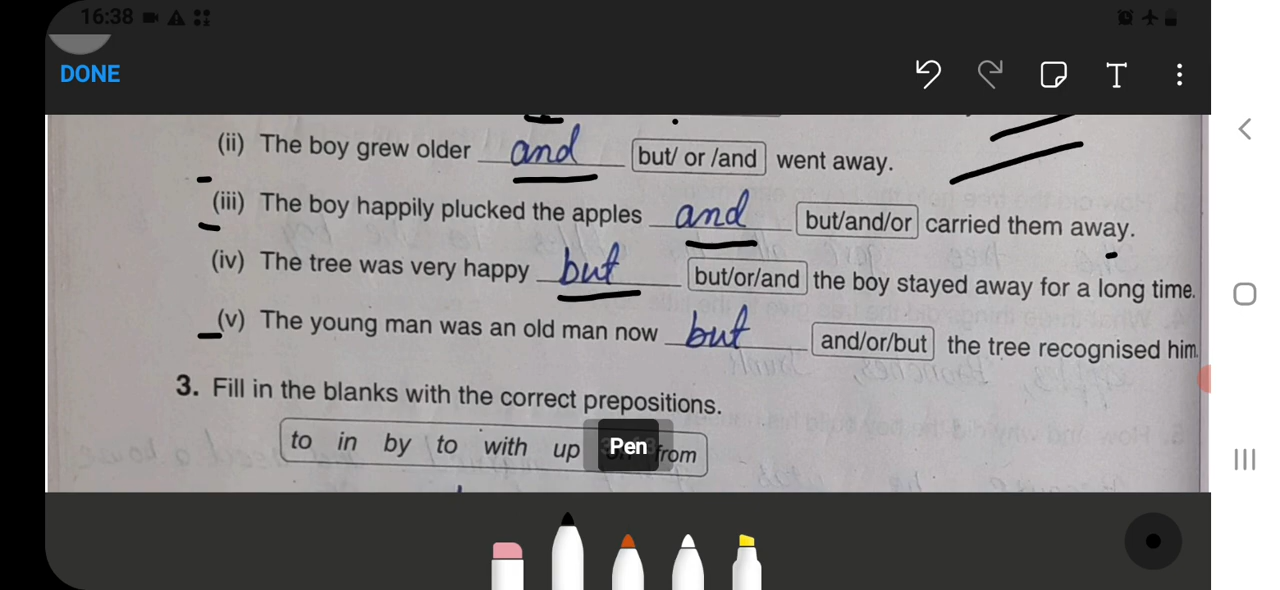 16:38
DONE
T
(ii) The boy grew older and but/ or /and went away.
(iii) The boy happily plucked the apples and but/and/or carried them away.
(iv) The tree was very happy but but/or/and the boy stayed away for a long time.
(v) The young man was an old man now but and/or/but the tree recognised him.
3. Fill in the blanks with the correct prepositions.
to in by to with up from
Pen